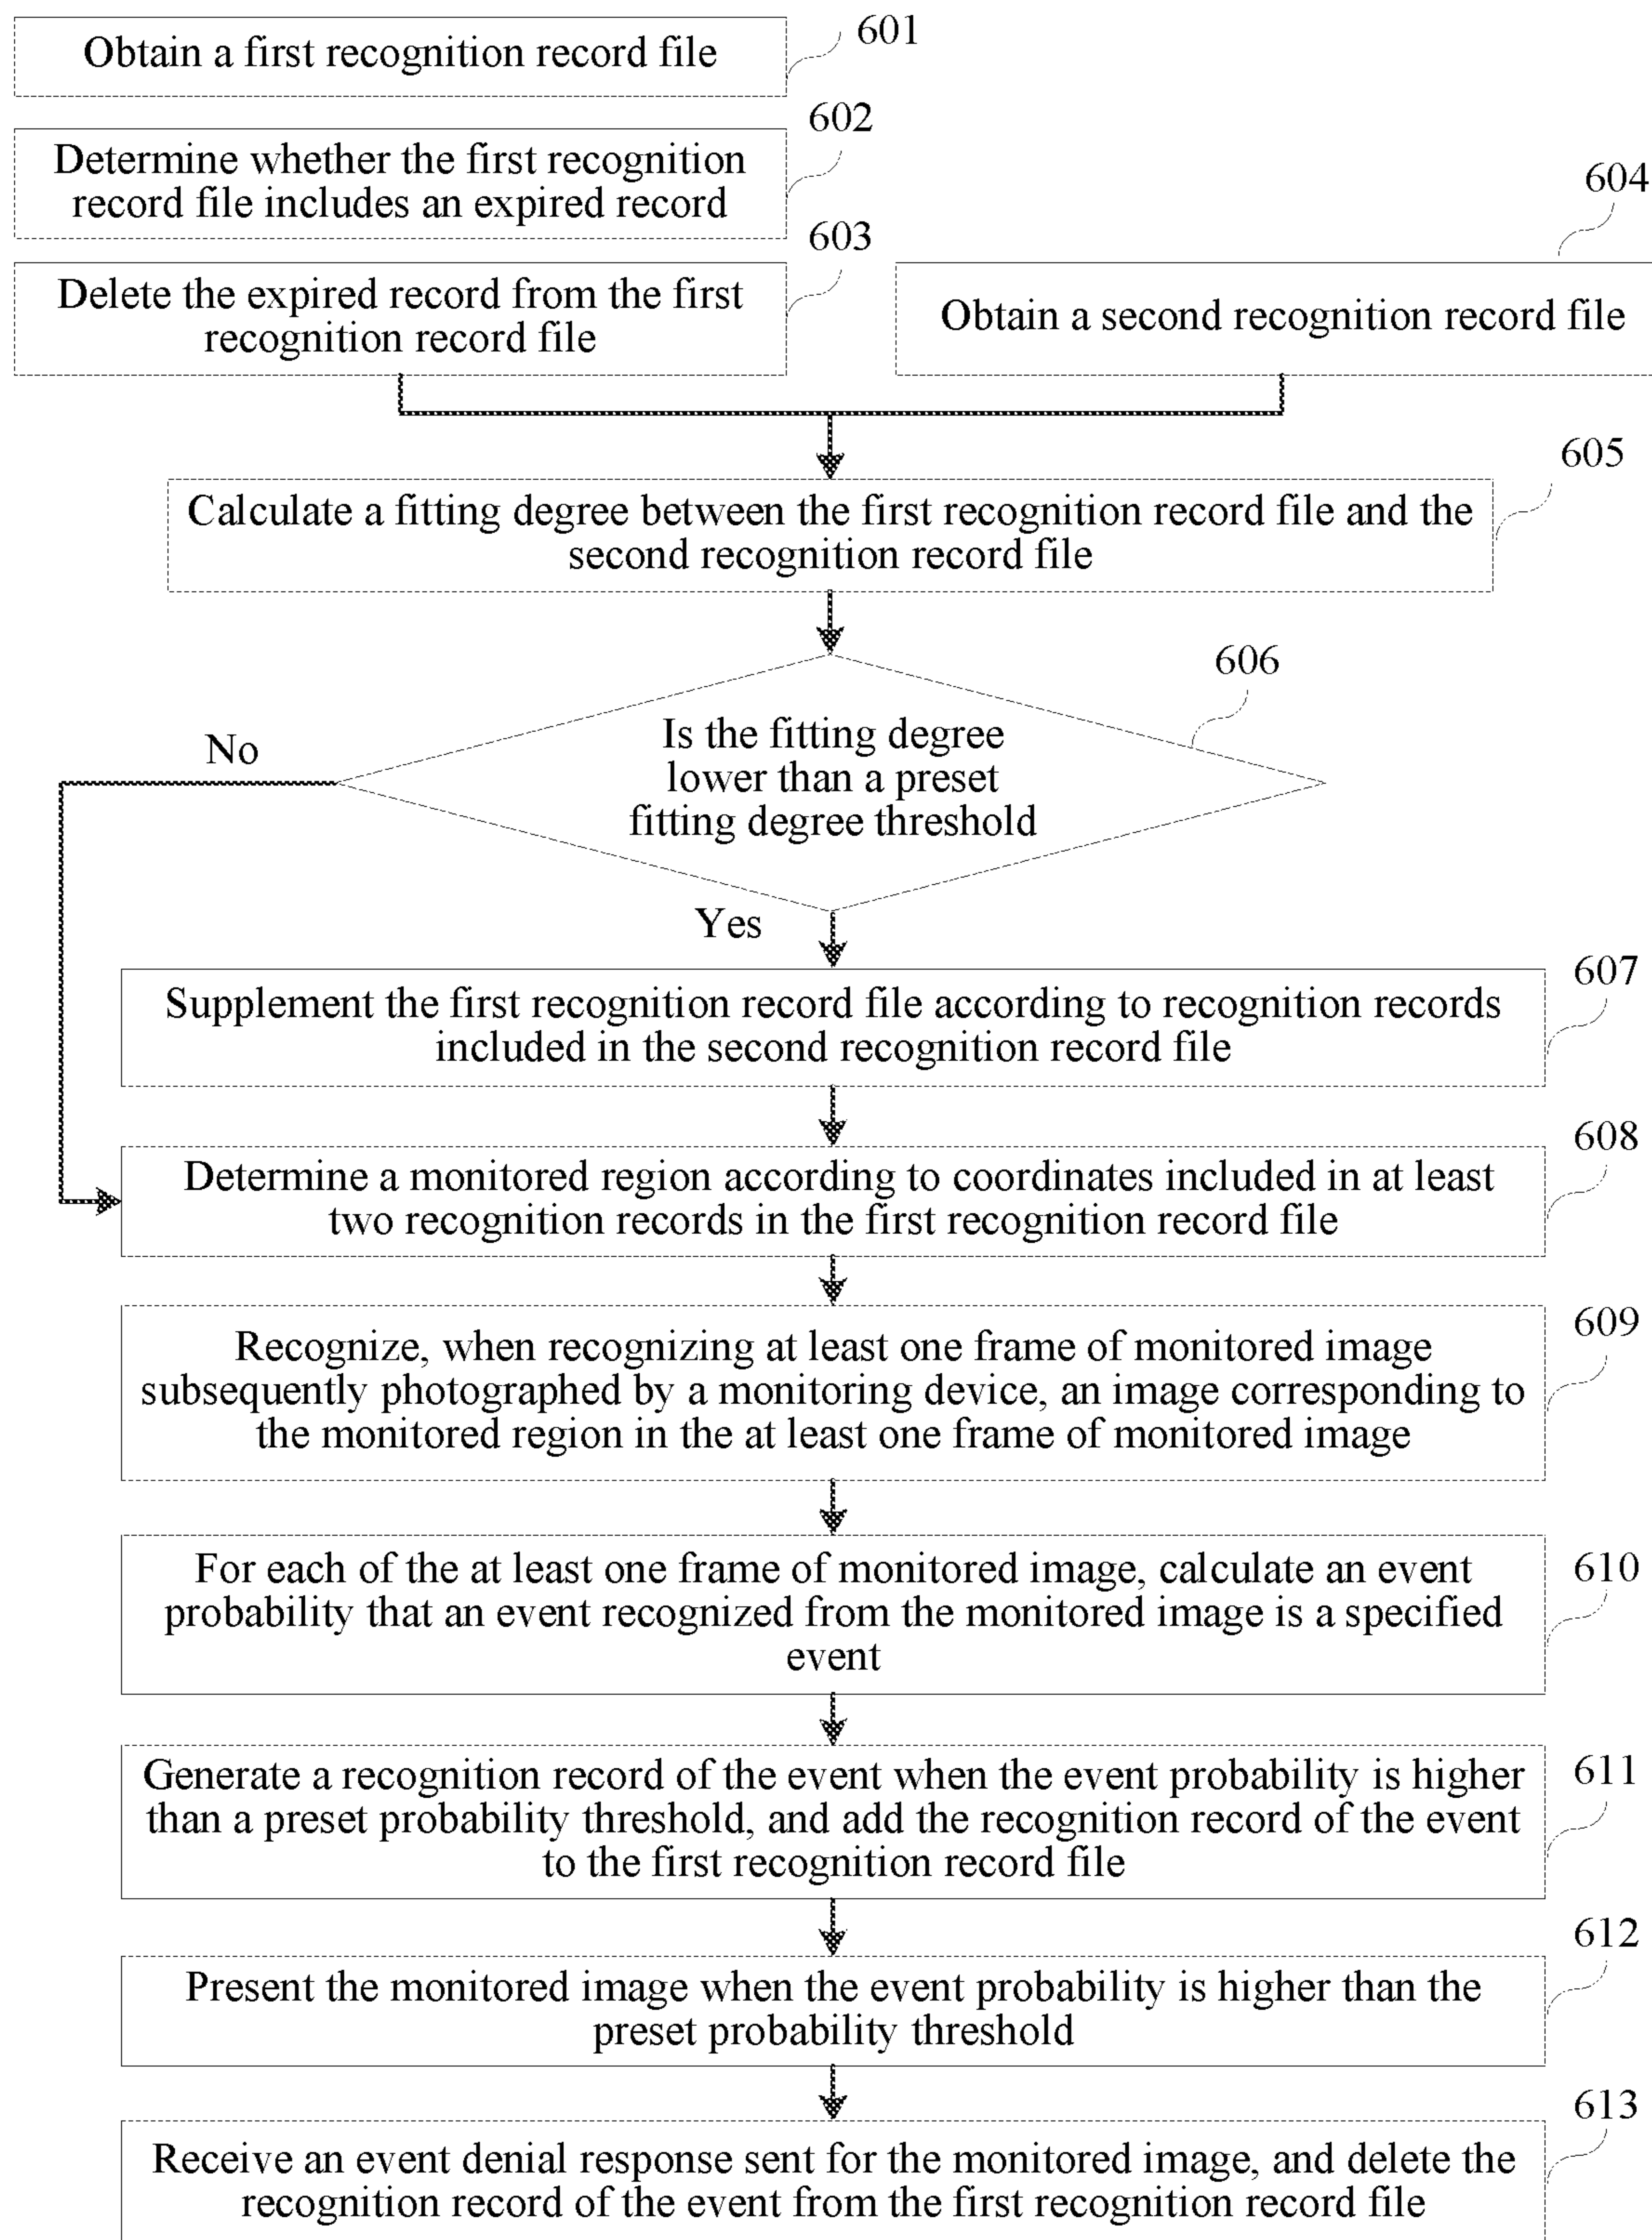 Obtain a first recognition record file
601
Determine whether the first recognition
record file includes an expired record
602
Delete the expired record from the first
recognition record file
603
Obtain a second recognition record file
604
Calculate a fitting degree between the first recognition record file and the
second recognition record file
605
Is the fitting degree
lower than a preset
fitting degree threshold
606
No
Yes
Supplement the first recognition record file according to recognition records
included in the second recognition record file
607
Determine a monitored region according to coordinates included in at least
two recognition records in the first recognition record file
608
Recognize, when recognizing at least one frame of monitored image
subsequently photographed by a monitoring device, an image corresponding to
the monitored region in the at least one frame of monitored image
609
For each of the at least one frame of monitored image, calculate an event
probability that an event recognized from the monitored image is a specified
event
610
Generate a recognition record of the event when the event probability is higher
than a preset probability threshold, and add the recognition record of the event
to the first recognition record file
611
Present the monitored image when the event probability is higher than the
preset probability threshold
612
Receive an event denial response sent for the monitored image, and delete the
recognition record of the event from the first recognition record file
613